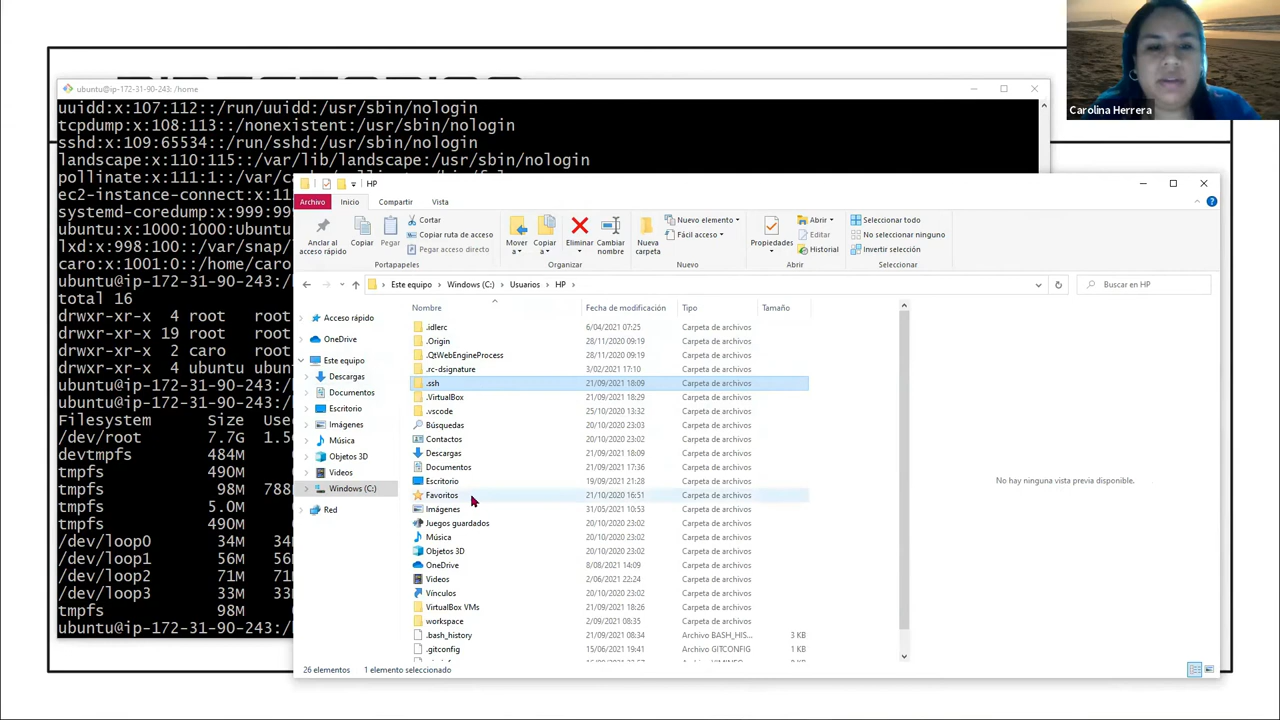 Carolina Herrera
ubuntu@ip-172-31-90-243: /home
uuidd:x:107:112::/run/uuidd:/usr/sbin/nologin
tcpdump:x:108:113::/nonexistent:/usr/sbin/nologin
sshd:x:109:65534::/run/sshd:/usr/sbin/nologin
landscape:x:110:115::/var/lib/landscape:/usr/sbin/nologin
pollinate:x:111:1::/var/
ec2-instance-connect:x:11
systemd-coredump:x:999:99
ubuntu:x:1000:1000:Ubuntu
lxd:x:998:100::/var/snap/
caro:x:1001:0::/home/caro
ubuntu@ip-172-31-90-243:/
total 16
drwxr-xr-x 4 root root
drwxr-xr-x 19 root root
drwxr-xr-x 2 caro root
drwxr-xr-x 4 ubuntu ubunt
ubuntu@ip-172-31-90-243:/
ubuntu@ip-172-31-90-243:/
Filesystem Size Use
/dev/root 7.7G 1.5
devtmpfs 484M
tmpfs 490M
tmpfs 98M 788
tmpfs 5.0M
tmpfs 490M
/dev/loop0 34M 34
/dev/loop1 56M 56
/dev/loop2 71M 71
/dev/loop3 33M 33
tmpfs 98M
ubuntu@ip-172-31-90-243:/
HP
Archivo Inicio Compartir Vista
Anclar al acceso rápido
Copiar
Pegar
Cortar
Copiar ruta de acceso
Pegar acceso directo
Portapapeles
Mover a
Copiar a
Eliminar
Cambiar nombre
Organizar
Nueva carpeta
Nuevo elemento
Fácil acceso
Nuevo
Propiedades
Abrir
Editar
Historial
Abrir
Seleccionar todo
No seleccionar ninguno
Invertir selección
Seleccionar
Este equipo > Windows (C:) > Usuarios > HP >
Buscar en HP
Acceso rápido
OneDrive
Este equipo
Descargas
Documentos
Escritorio
Imágenes
Música
Objetos 3D
Videos
Windows (C:)
Red
Nombre Fecha de modificación Tipo Tamaño
.idlerc 6/04/2021 07:25 Carpeta de archivos
.Origin 28/11/2020 09:19 Carpeta de archivos
.QtWebEngineProcess 28/11/2020 09:19 Carpeta de archivos
.rc-dsignature 3/02/2021 17:10 Carpeta de archivos
.ssh 21/09/2021 18:09 Carpeta de archivos
.VirtualBox 21/09/2021 18:29 Carpeta de archivos
.vscode 25/10/2020 13:32 Carpeta de archivos
Búsquedas 20/10/2020 23:03 Carpeta de archivos
Contactos 20/10/2020 23:02 Carpeta de archivos
Descargas 21/09/2021 18:09 Carpeta de archivos
Documentos 21/09/2021 17:36 Carpeta de archivos
Escritorio 19/09/2021 21:28 Carpeta de archivos
Favoritos 21/10/2020 16:51 Carpeta de archivos
Imágenes 31/05/2021 10:53 Carpeta de archivos
Juegos guardados 20/10/2020 23:02 Carpeta de archivos
Música 20/10/2020 23:02 Carpeta de archivos
Objetos 3D 20/10/2020 23:02 Carpeta de archivos
OneDrive 8/08/2021 14:09 Carpeta de archivos
Videos 2/06/2021 22:24 Carpeta de archivos
Vínculos 20/10/2020 23:02 Carpeta de archivos
VirtualBox VMs 21/09/2021 18:26 Carpeta de archivos
workspace 2/09/2021 08:35 Carpeta de archivos
.bash_history 21/09/2021 08:34 Archivo BASH_HIS... 3 KB
.gitconfig 15/06/2021 19:41 Archivo GITCONFIG 1 KB
No hay ninguna vista previa disponible.
26 elementos 1 elemento seleccionado